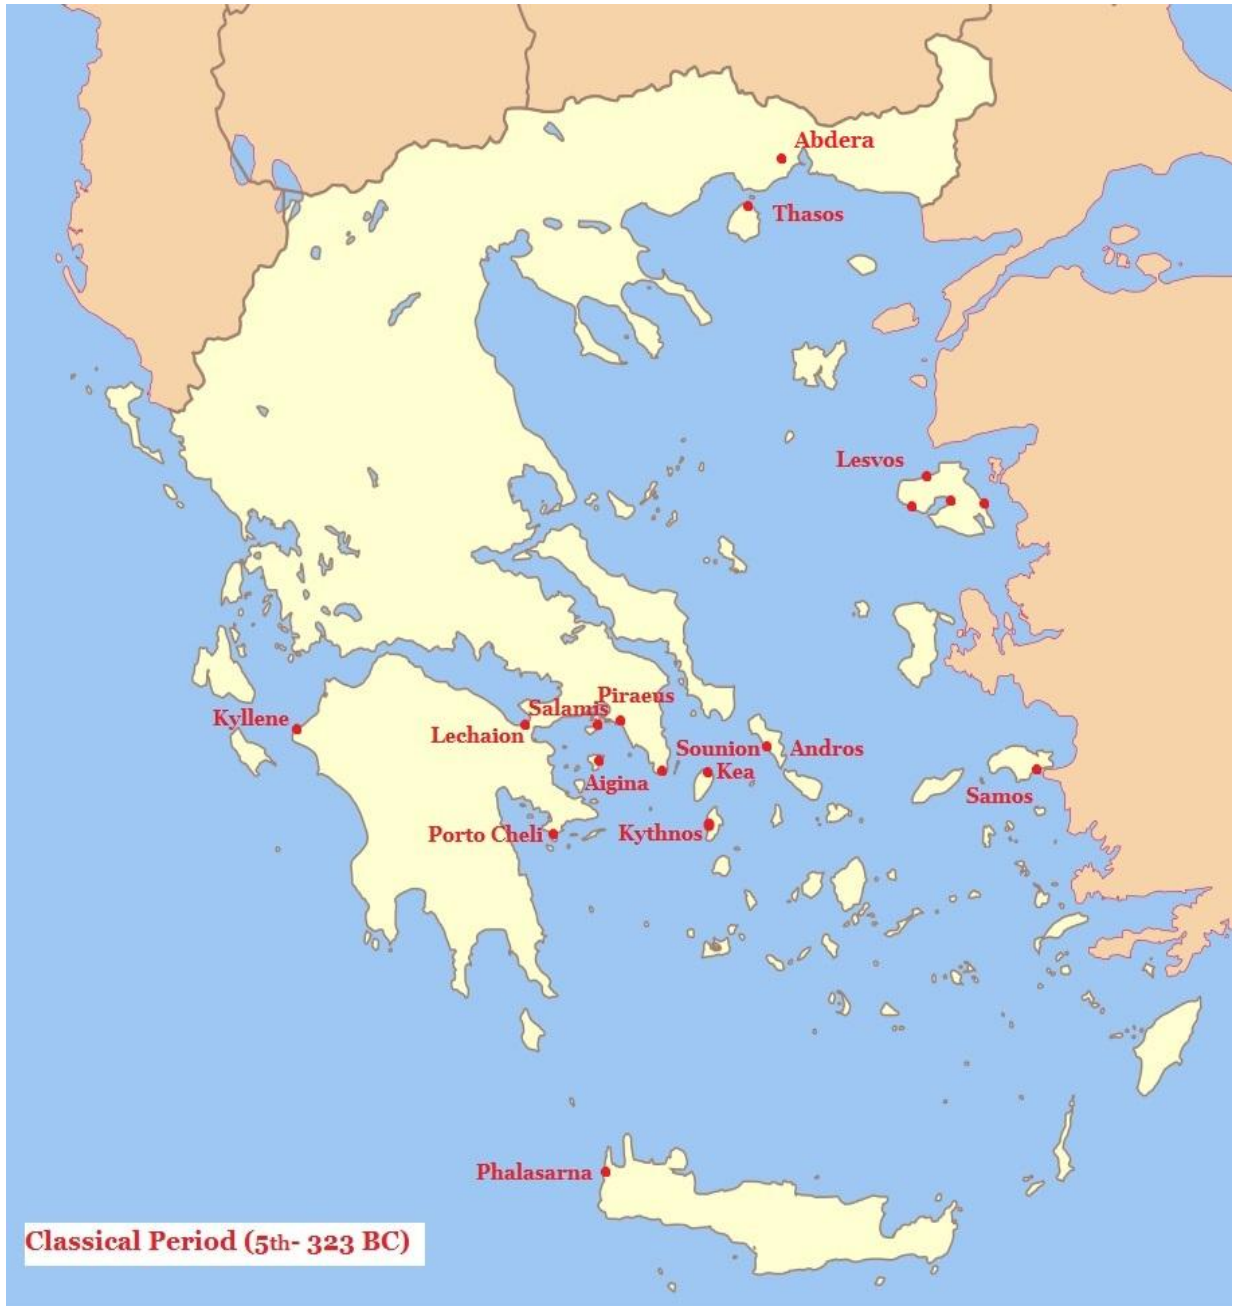 Abdera
Thasos
Lesvos
Piraeus
Salamis
Kyllene
Lechaion
Sounion
Andros
Kea
Aigina
Samos
Porto Cheli
Kythnos
Phalasarna
Classical Period (5th- 323 BC)